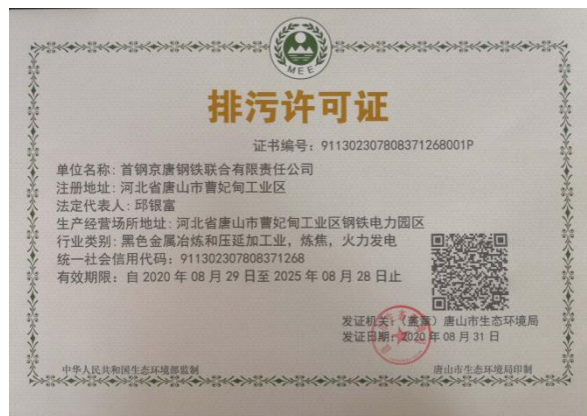 MEE
排污许可证
证书编号：911302307808371268001P
单位名称：首钢京唐钢铁联合有限责任公司
注册地址：河北省唐山市曹妃甸工业区
法定代表人：邱银富
生产经营场所地址：河北省唐山市曹妃甸工业区钢铁电力园区
行业类别：黑色金属冶炼和压延加工业，炼焦，火力发电
统一社会信用代码：911302307808371268
有效期限：自 2020 年 08 月 29 日至 2025 年 08 月 28 日止
发证机关：（盖章）唐山市生态环境局
发证日期：2020 年 08 月 31 日
中华人民共和国生态环境部监制
唐山市生态环境局印制